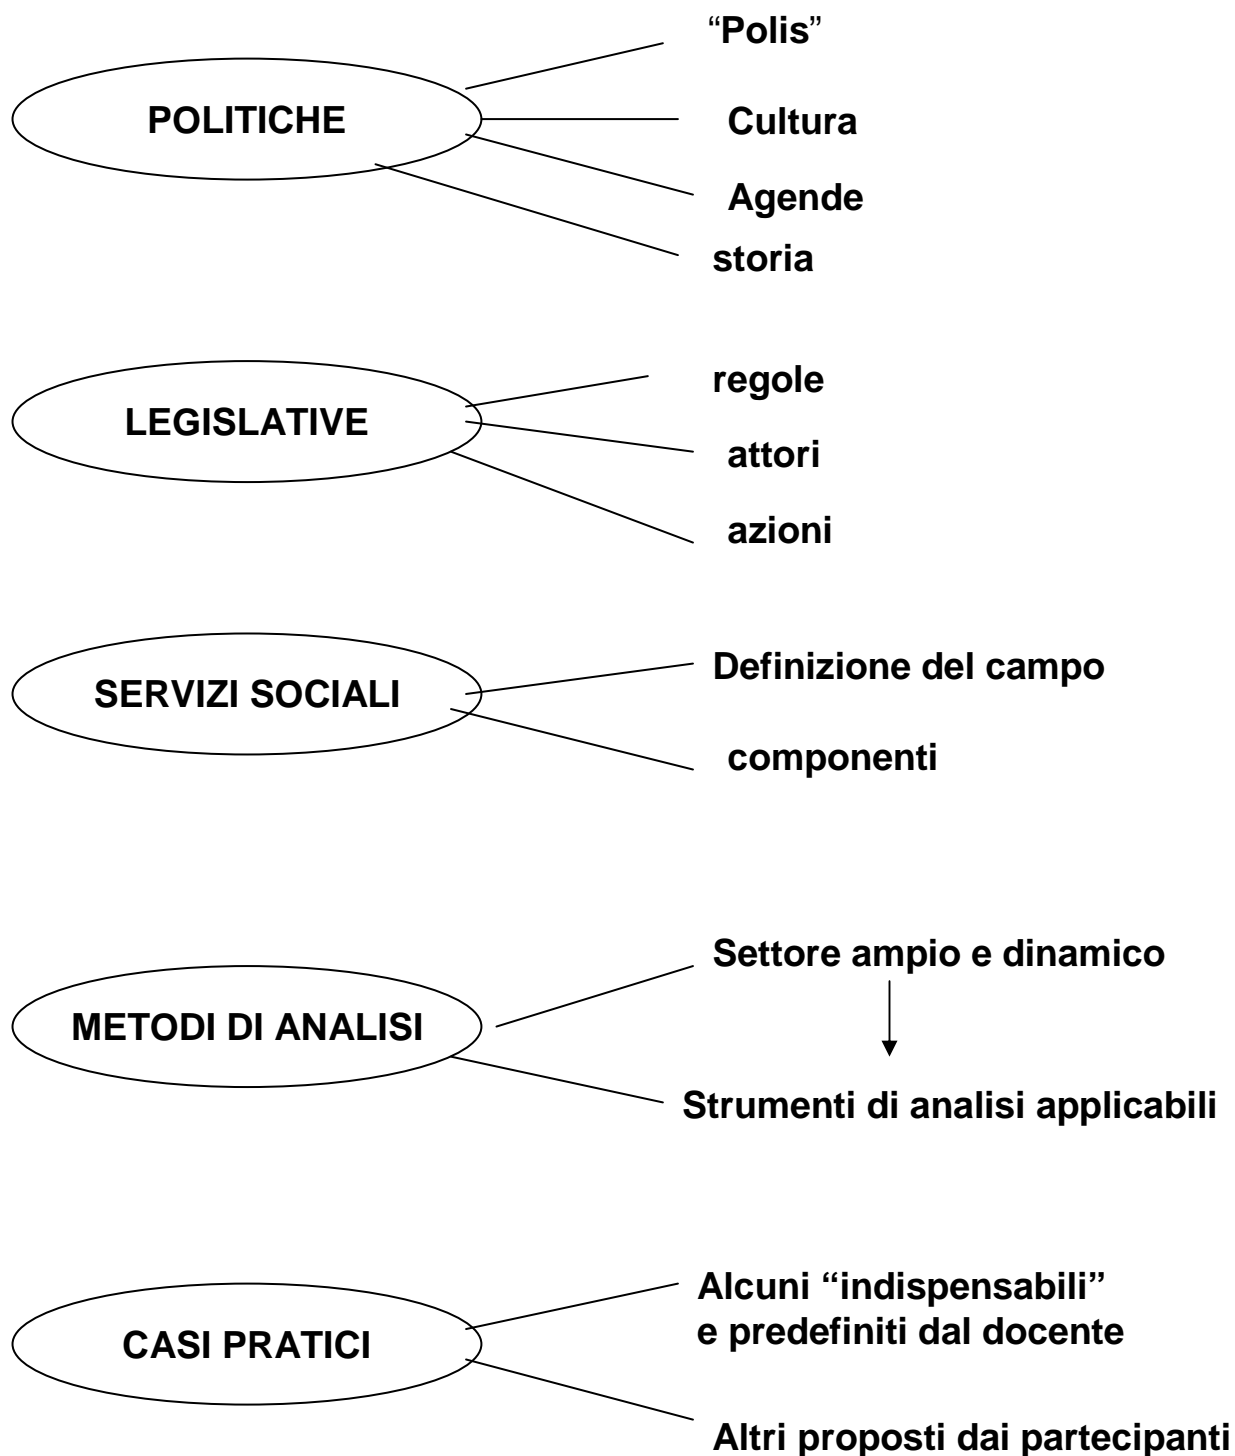 “Polis”
POLITICHE
Cultura
Agende
storia
regole
LEGISLATIVE
attori
azioni
Definizione del campo
SERVIZI SOCIALI
componenti
Settore ampio e dinamico
METODI DI ANALISI
Strumenti di analisi applicabili
Alcuni “indispensabili”
e predefiniti dal docente
CASI PRATICI
Altri proposti dai partecipanti